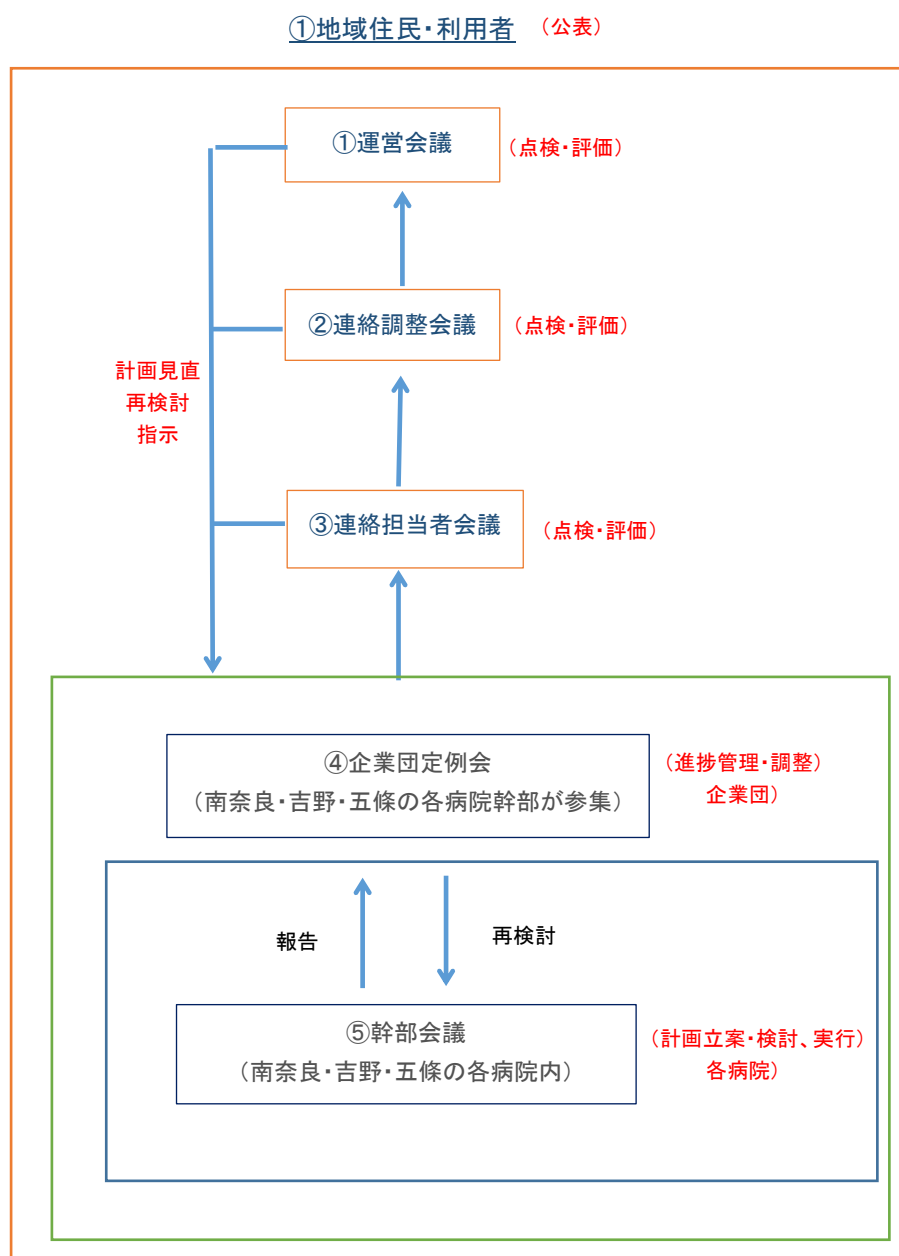 ①地域住民・利用者 （公表）
①運営会議
（点検・評価）
②連絡調整会議
（点検・評価）
計画見直
再検討
指示
③連絡担当者会議
（点検・評価）
④企業団定例会
（南奈良・吉野・五條の各病院幹部が参集）
（進捗管理・調整）
企業団）
報告
再検討
⑤幹部会議
（南奈良・吉野・五條の各病院内）
（計画立案・検討、実行）
各病院）